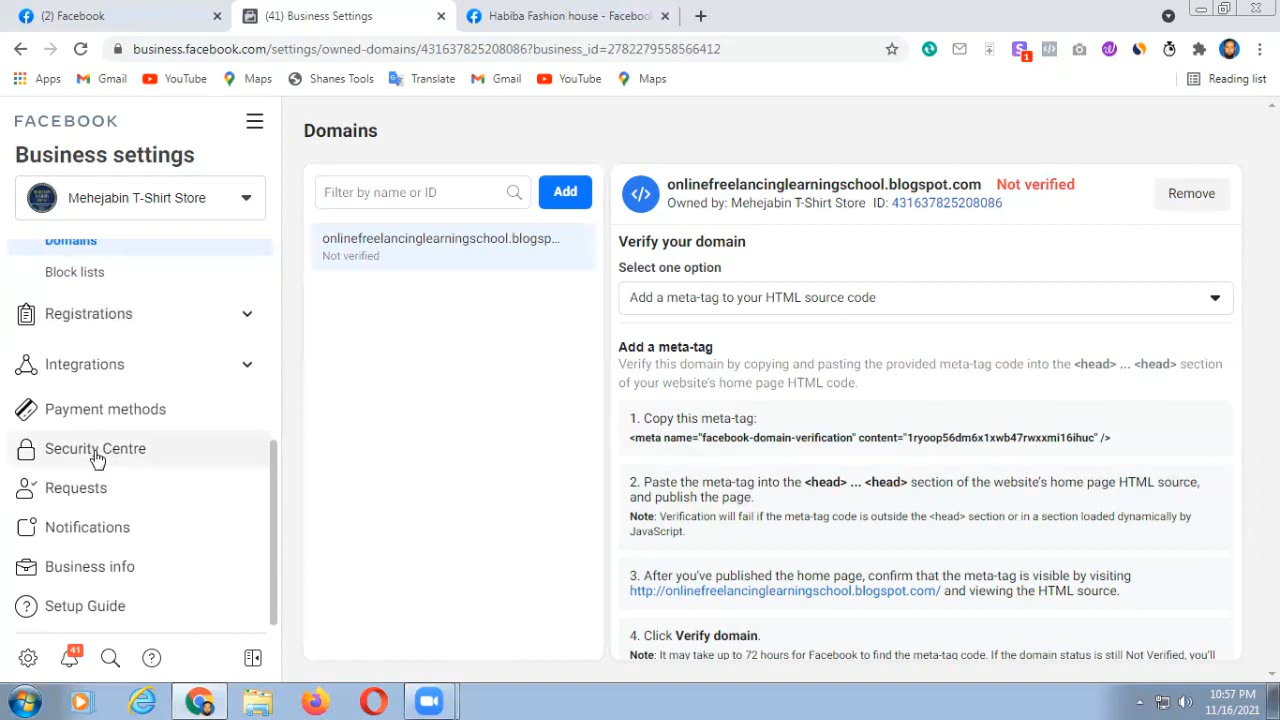 (2) Facebook
(41) Business Settings
Habiba Fashion house - Facebook
business.facebook.com/settings/owned-domains/431637825208086?business_id=2782279558566412
Apps
Gmail
YouTube
Maps
Shanes Tools
Translate
Gmail
YouTube
Maps
Reading list
FACEBOOK
Business settings
Mehejabin T-Shirt Store
Domains
Block lists
Registrations
Integrations
Payment methods
Security Centre
Requests
Notifications
Business info
Setup Guide
41
Domains
Filter by name or ID
Add
onlinefreelancinglearningschool.blogsp...
Not verified
onlinefreelancinglearningschool.blogspot.com Not verified
Owned by: Mehejabin T-Shirt Store ID: 431637825208086
Remove
Verify your domain
Select one option
Add a meta-tag to your HTML source code
Add a meta-tag
Verify this domain by copying and pasting the provided meta-tag code into the <head> ... <head> section
of your website's home page HTML code.
1. Copy this meta-tag:
<meta name="facebook-domain-verification" content="1ryoop56dm6x1xwb47rwxxmi16ihuc" />
2. Paste the meta-tag into the <head> ... <head> section of the website's home page HTML source,
and publish the page.
Note: Verification will fail if the meta-tag code is outside the <head> section or in a section loaded dynamically by
JavaScript.
3. After you've published the home page, confirm that the meta-tag is visible by visiting
http://onlinefreelancinglearningschool.blogspot.com/ and viewing the HTML source.
4. Click Verify domain.
Note: It may take up to 72 hours for Facebook to find the meta-tag code. If the domain status is still Not Verified, you'll
10:57 PM
11/16/2021